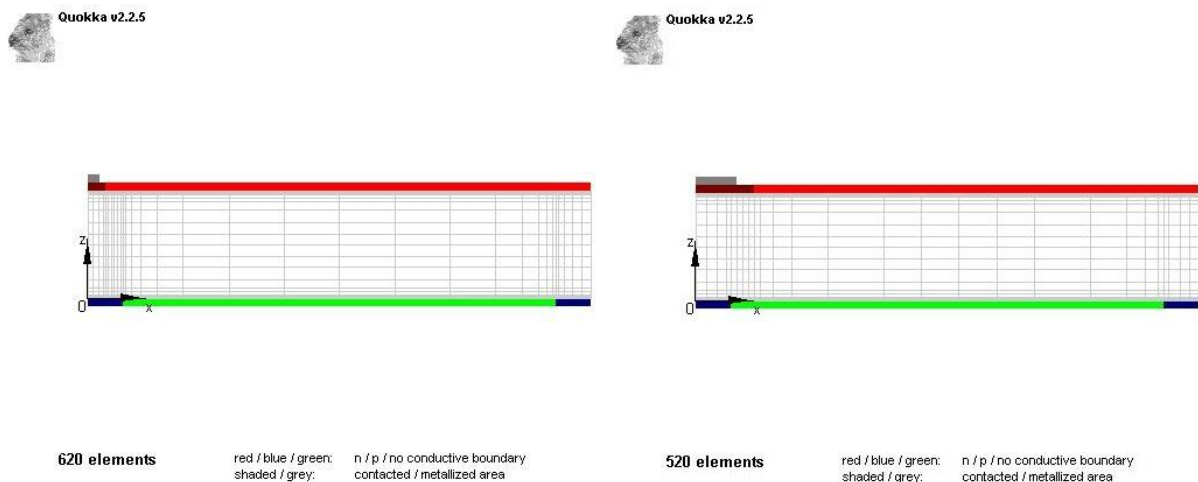 Quokka v2.2.5
z
0
x
620 elements
red / blue / green: n / p / no conductive boundary
shaded / grey: contacted / metallized area
Quokka v2.2.5
z
0
x
520 elements
red / blue / green: n / p / no conductive boundary
shaded / grey: contacted / metallized area